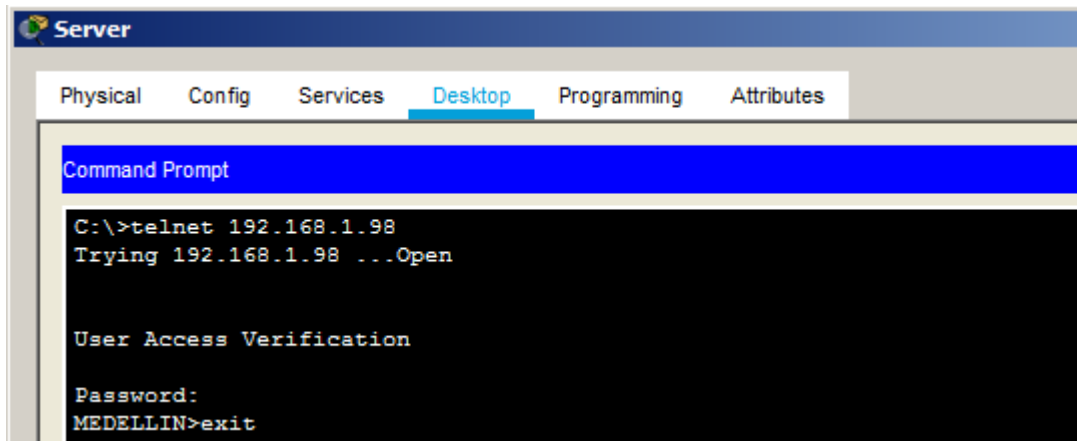 Server
Physical Config Services Desktop Programming Attributes
Command Prompt
C:\>telnet 192.168.1.98
Trying 192.168.1.98 ...Open
User Access Verification
Password:
MEDELLIN>exit